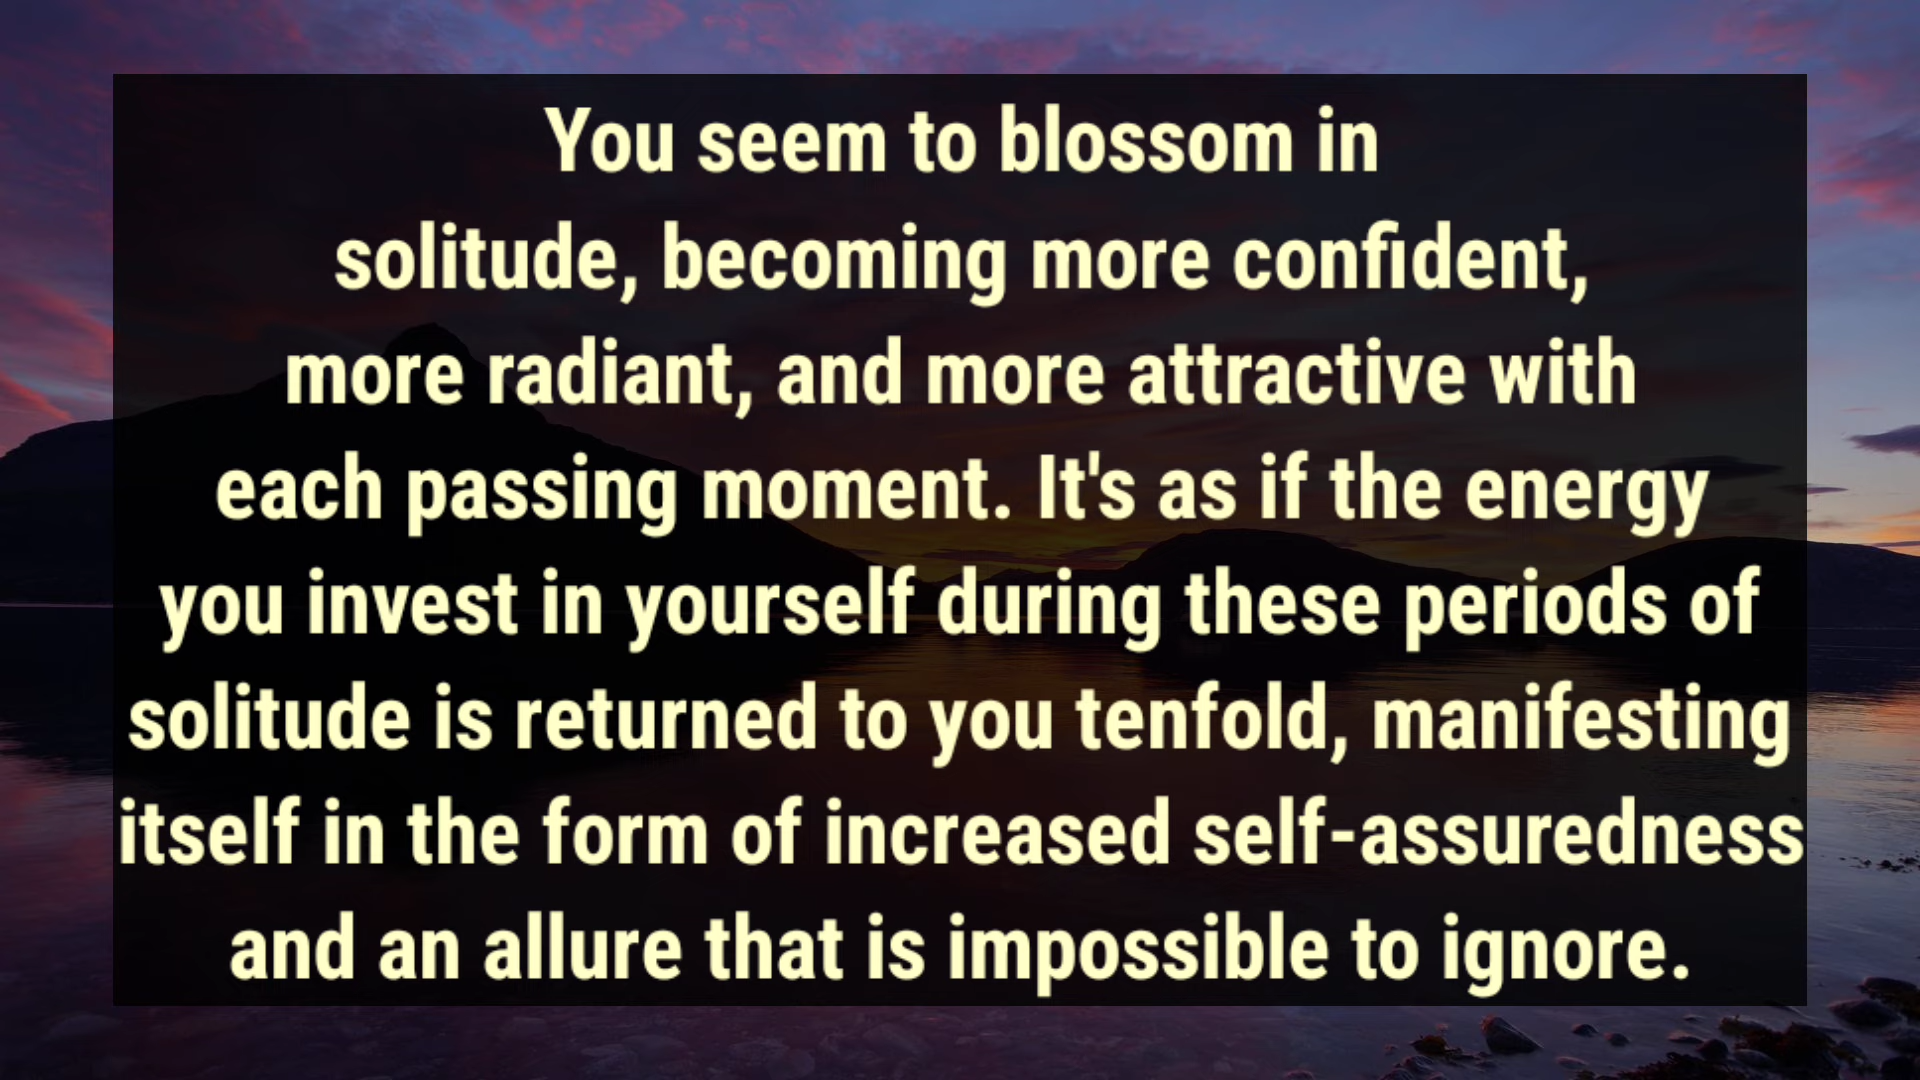 You seem to blossom in
solitude, becoming more confident,
more radiant, and more attractive with
each passing moment. It's as if the energy
you invest in yourself during these periods of
solitude is returned to you tenfold, manifesting
itself in the form of increased self-assuredness
and an allure that is impossible to ignore.